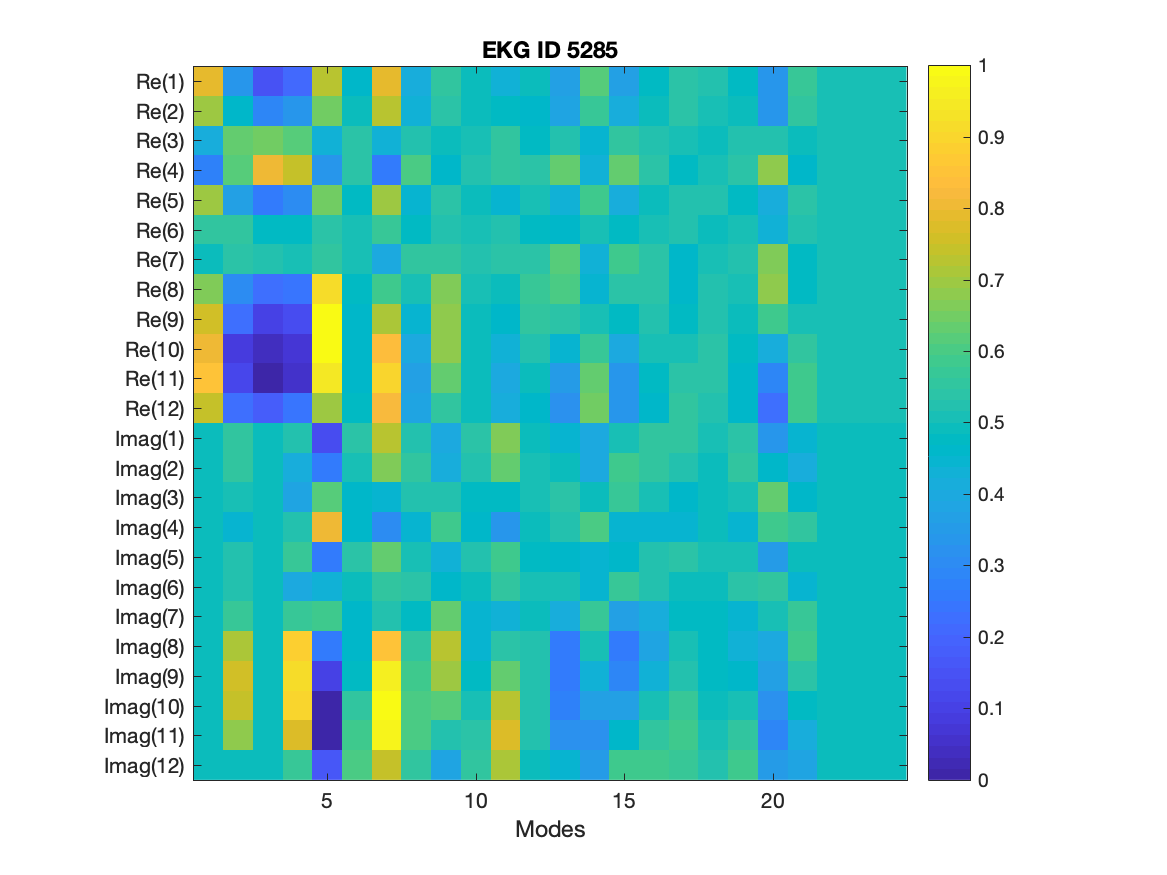 EKG ID 5285
Re(1)
Re(2)
Re(3)
Re(4)
Re(5)
Re(6)
Re(7)
Re(8)
Re(9)
Re(10)
Re(11)
Re(12)
Imag(1)
Imag(2)
Imag(3)
Imag(4)
Imag(5)
Imag(6)
Imag(7)
Imag(8)
Imag(9)
Imag(10)
Imag(11)
Imag(12)
5 10 15 20
Modes
1
0.9
0.8
0.7
0.6
0.5
0.4
0.3
0.2
0.1
0